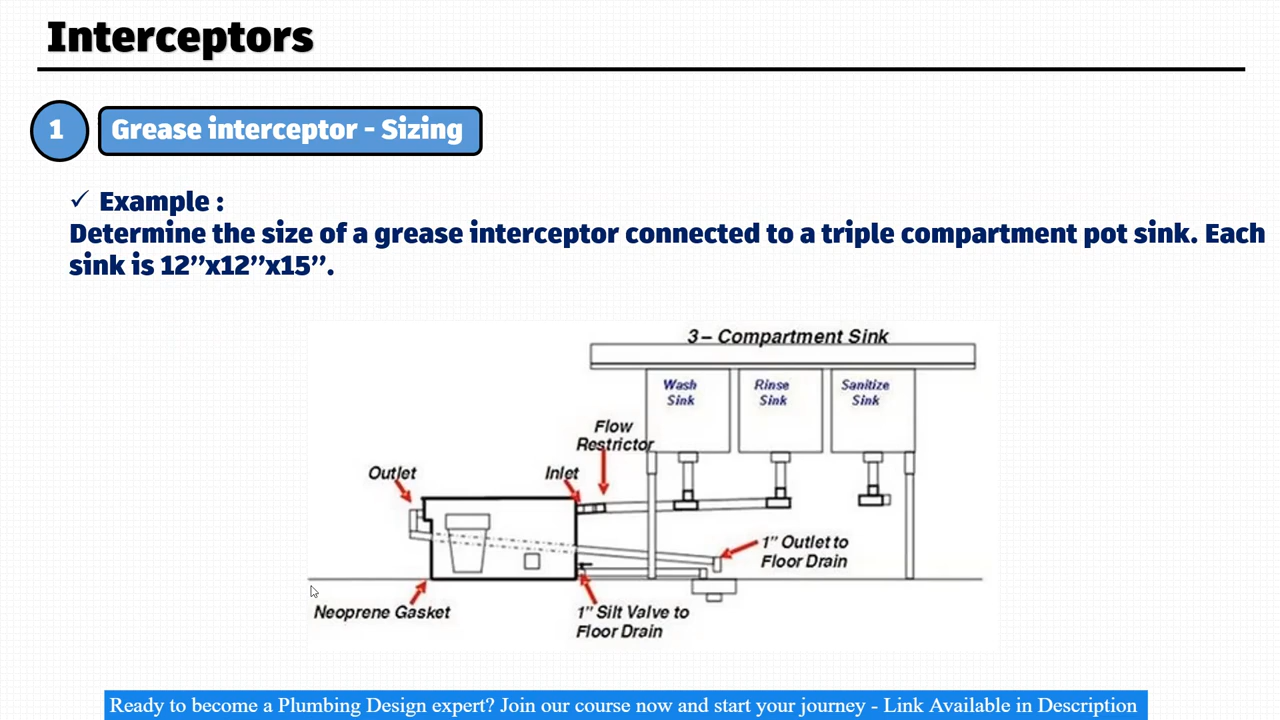 Interceptors
1
Grease interceptor - Sizing
✓ Example :
Determine the size of a grease interceptor connected to a triple compartment pot sink. Each
sink is 12’’x12’’x15’’.
3 – Compartment Sink
Wash
Sink
Rinse
Sink
Sanitize
Sink
Flow
Restrictor
Outlet
Inlet
1’’ Outlet to
Floor Drain
Neoprene Gasket
1’’ Silt Valve to
Floor Drain
Ready to become a Plumbing Design expert? Join our course now and start your journey - Link Available in Description